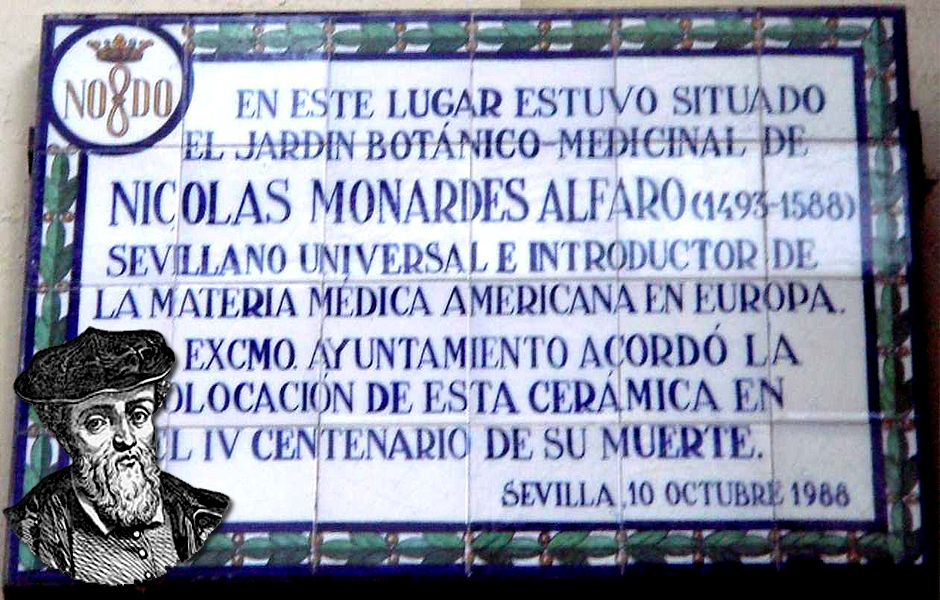 NO8DO
EN ESTE LUGAR ESTUVO SITUADO
EL JARDIN BOTÁNICO-MEDICINAL DE
NICOLAS MONARDES ALFARO (1493-1588)
SEVILLANO UNIVERSAL E INTRODUCTOR DE
LA MATERIA MÉDICA AMERICANA EN EUROPA.
EXCMO. AYUNTAMIENTO ACORDÓ LA
OLOCACIÓN DE ESTA CERÁMICA EN
EL IV CENTENARIO DE SU MUERTE.
SEVILLA, 10 OCTUBRE 1988